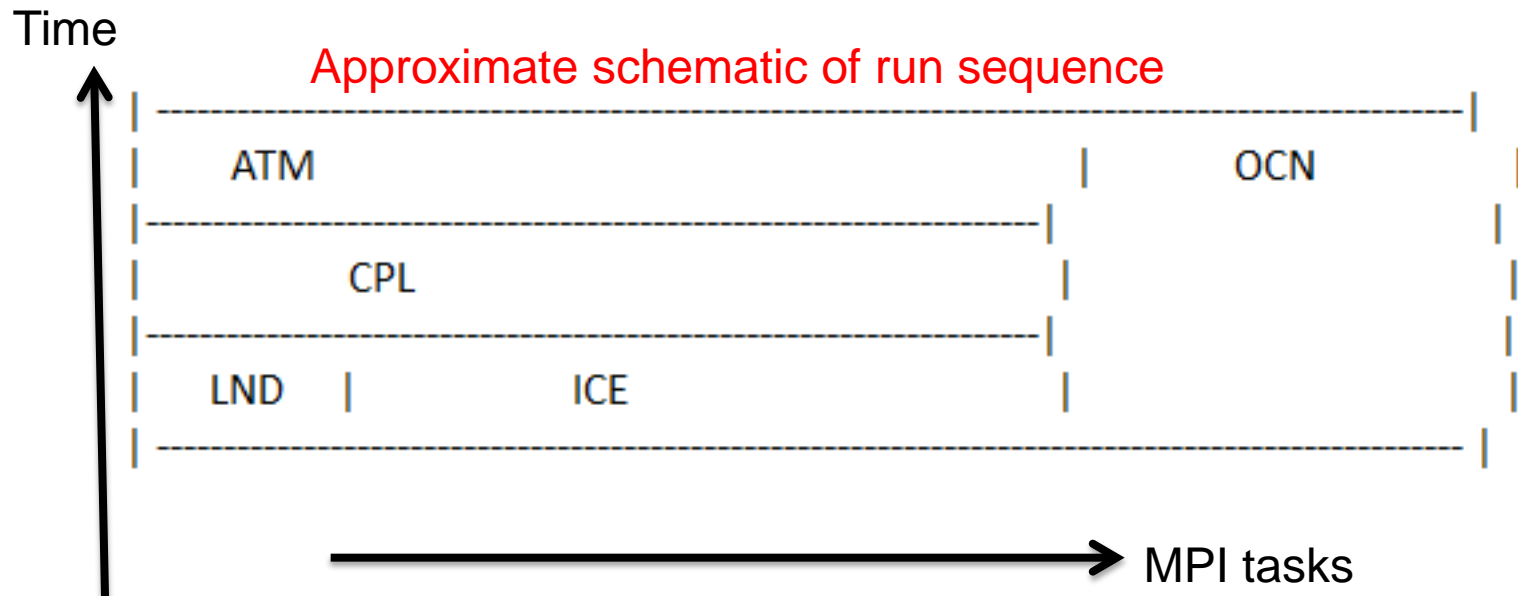 Time
Approximate schematic of run sequence
| ------------------------------------------------------------------------------------------------|
| ATM | OCN |
|------------------------------------------------------------------| |
| CPL | |
|------------------------------------------------------------------| |
| LND | ICE | |
| ------------------------------------------------------------------------------------------------ |
MPI tasks